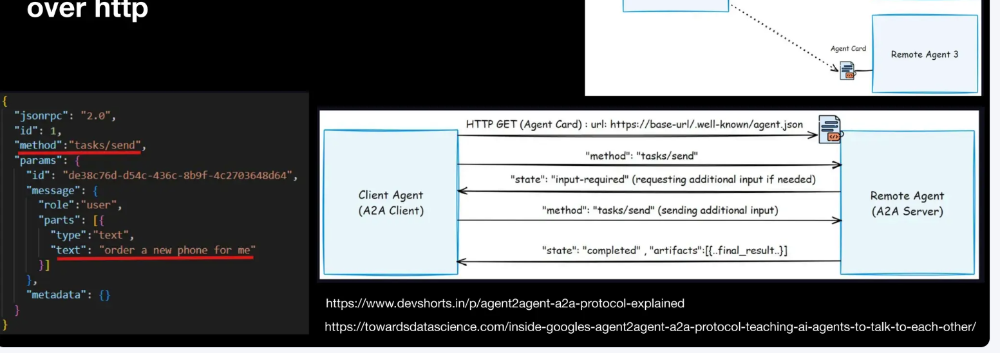 over http
Agent Card
Remote Agent 3
{
"jsonrpc": "2.0",
"id": 1,
"method":"tasks/send",
"params": {
"id": "de38c76d-d54c-436c-8b9f-4c2703648d64",
"message": {
"role":"user",
"parts": [{
"type":"text",
"text": "order a new phone for me"
}]
},
"metadata": {}
}
}
HTTP GET (Agent Card) : url: https://base-url/.well-known/agent.json
"method": "tasks/send"
"state": "input-required" (requesting additional input if needed)
Client Agent
(A2A Client)
Remote Agent
(A2A Server)
"method": "tasks/send" (sending additional input)
"state": "completed" , "artifacts":[{..final_result..}]
https://www.devshorts.in/p/agent2agent-a2a-protocol-explained
https://towardsdatascience.com/inside-googles-agent2agent-a2a-protocol-teaching-ai-agents-to-talk-to-each-other/